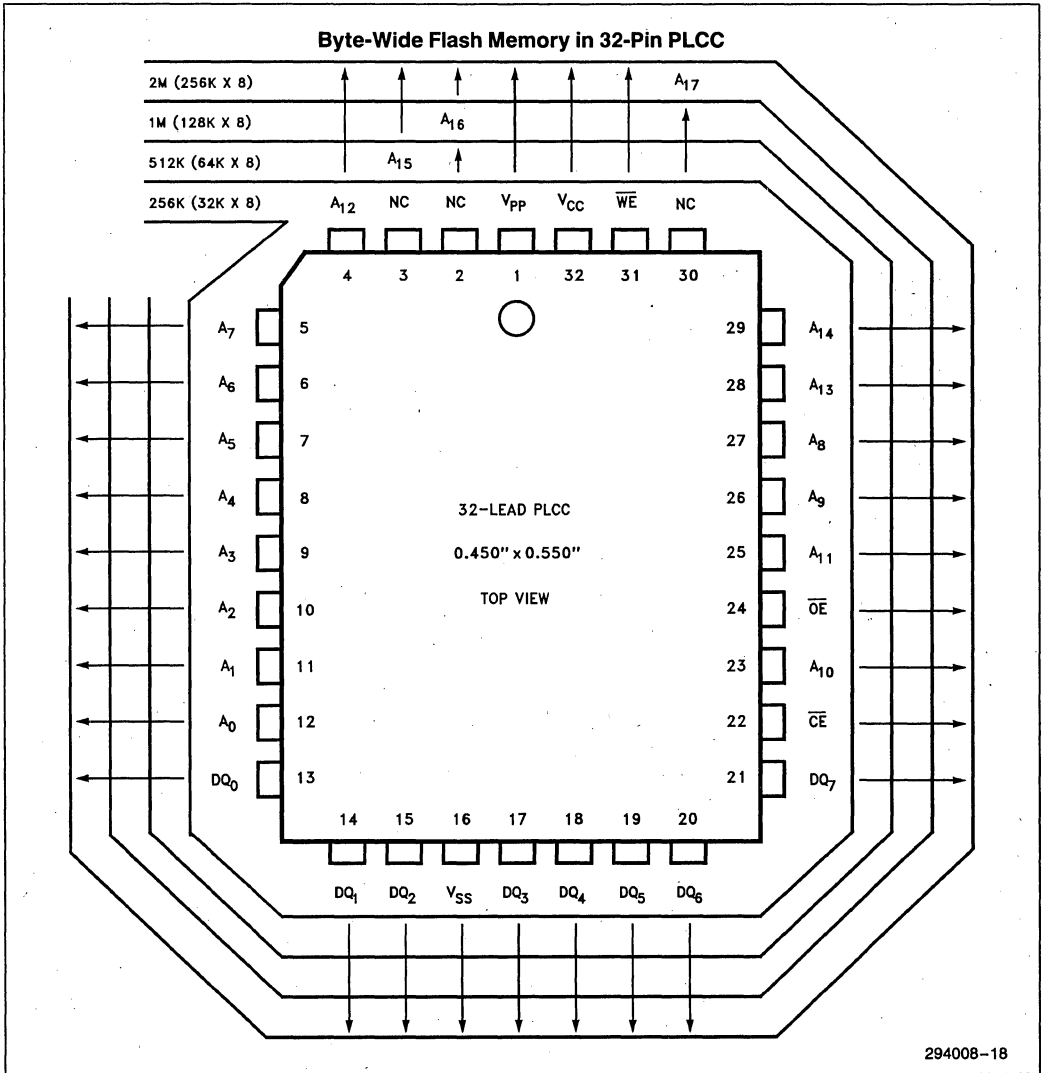 Byte-Wide Flash Memory in 32-Pin PLCC
2M (256K X 8) A17
1M (128K X 8) A16
512K (64K X 8) A15
256K (32K X 8) A12 NC NC VPP VCC W̅E̅ NC
4 3 2 1 32 31 30
A7 5 29 A14
A6 6 28 A13
A5 7 27 A8
A4 8 26 A9
32-LEAD PLCC
A3 9 0.450" x 0.550" 25 A11
TOP VIEW
A2 10 24 O̅E̅
A1 11 23 A10
A0 12 22 C̅E̅
DQ0 13 21 DQ7
14 15 16 17 18 19 20
DQ1 DQ2 VSS DQ3 DQ4 DQ5 DQ6
294008-18